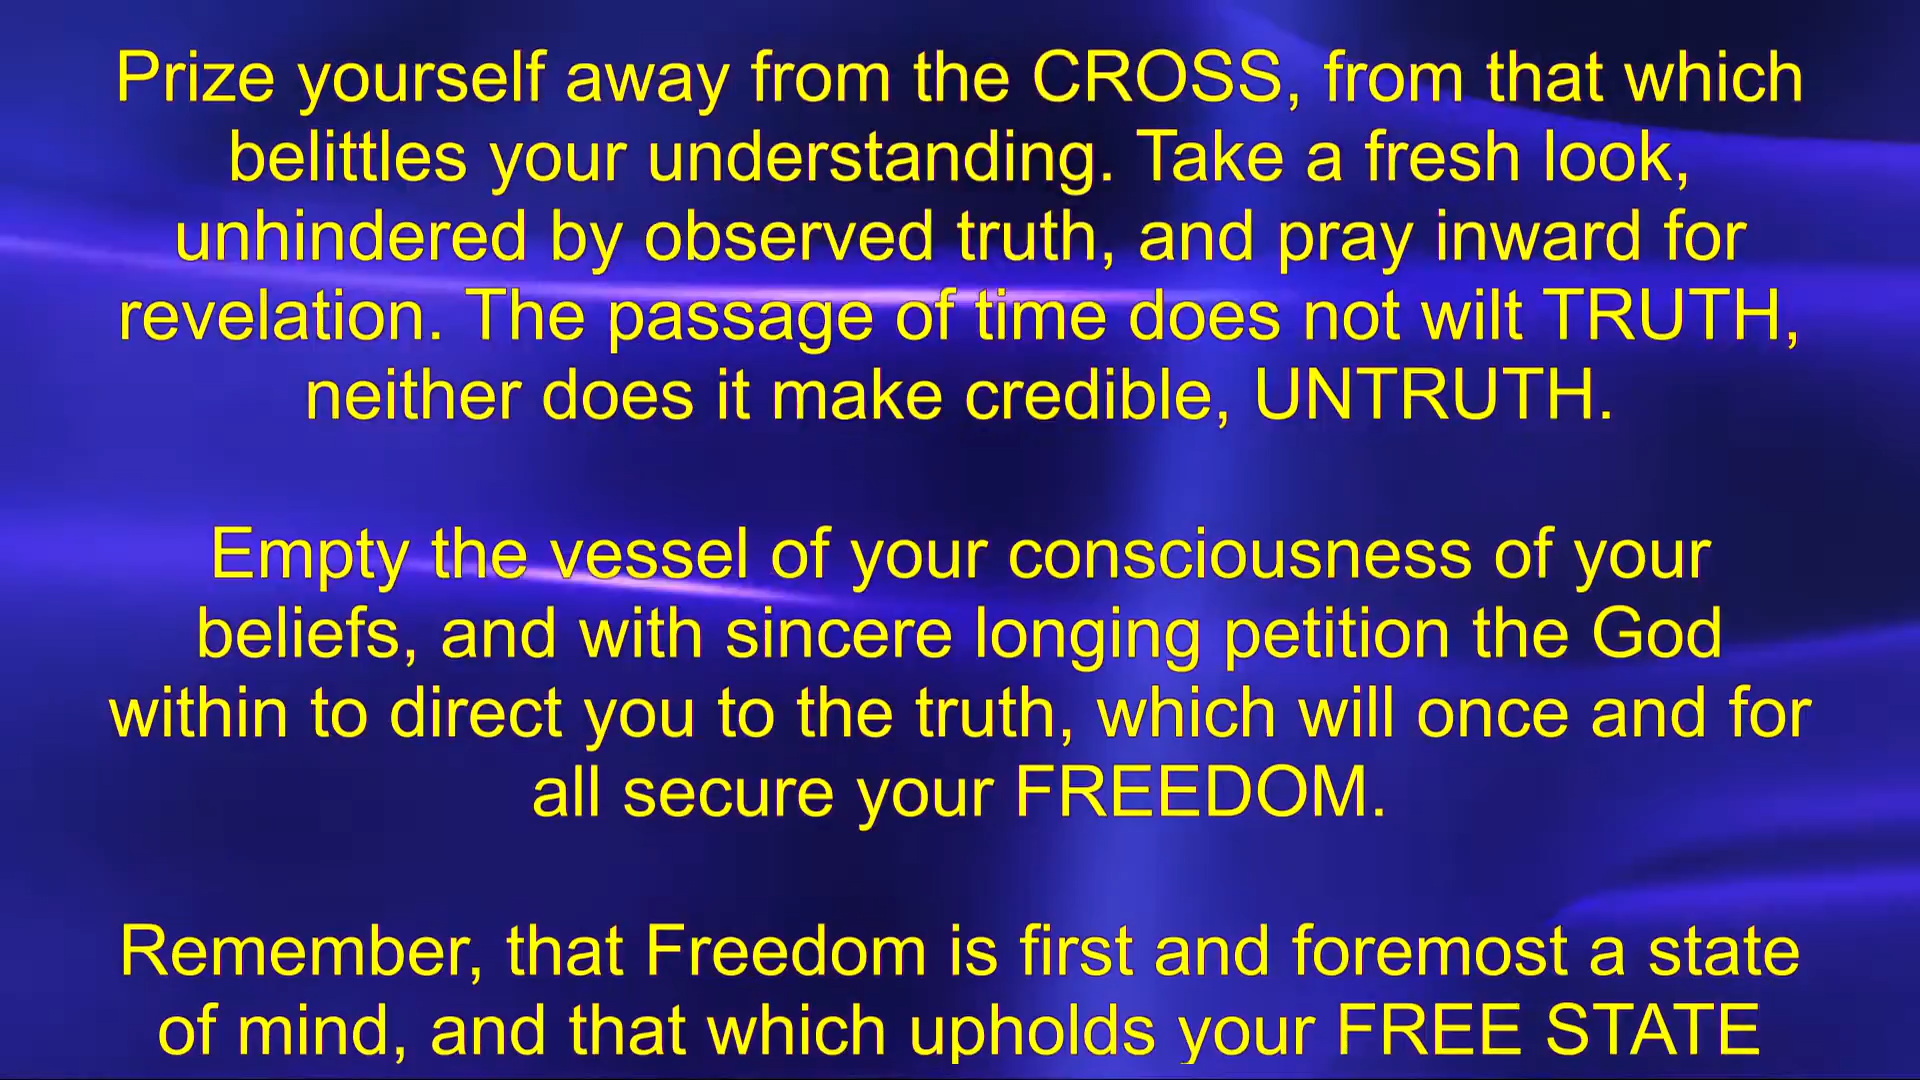 Prize yourself away from the CROSS, from that which
belittles your understanding. Take a fresh look,
unhindered by observed truth, and pray inward for
revelation. The passage of time does not wilt TRUTH,
neither does it make credible, UNTRUTH.
Empty the vessel of your consciousness of your
beliefs, and with sincere longing petition the God
within to direct you to the truth, which will once and for
all secure your FREEDOM.
Remember, that Freedom is first and foremost a state
of mind, and that which upholds your FREE STATE